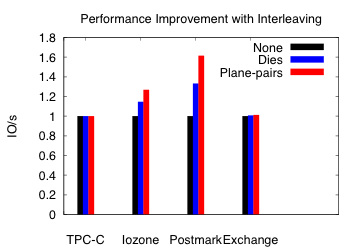 Performance Improvement with Interleaving
None
Dies
Plane-pairs
IO/s
1.8
1.6
1.4
1.2
1
0.8
0.6
0.4
0.2
0
TPC-C Iozone Postmark Exchange